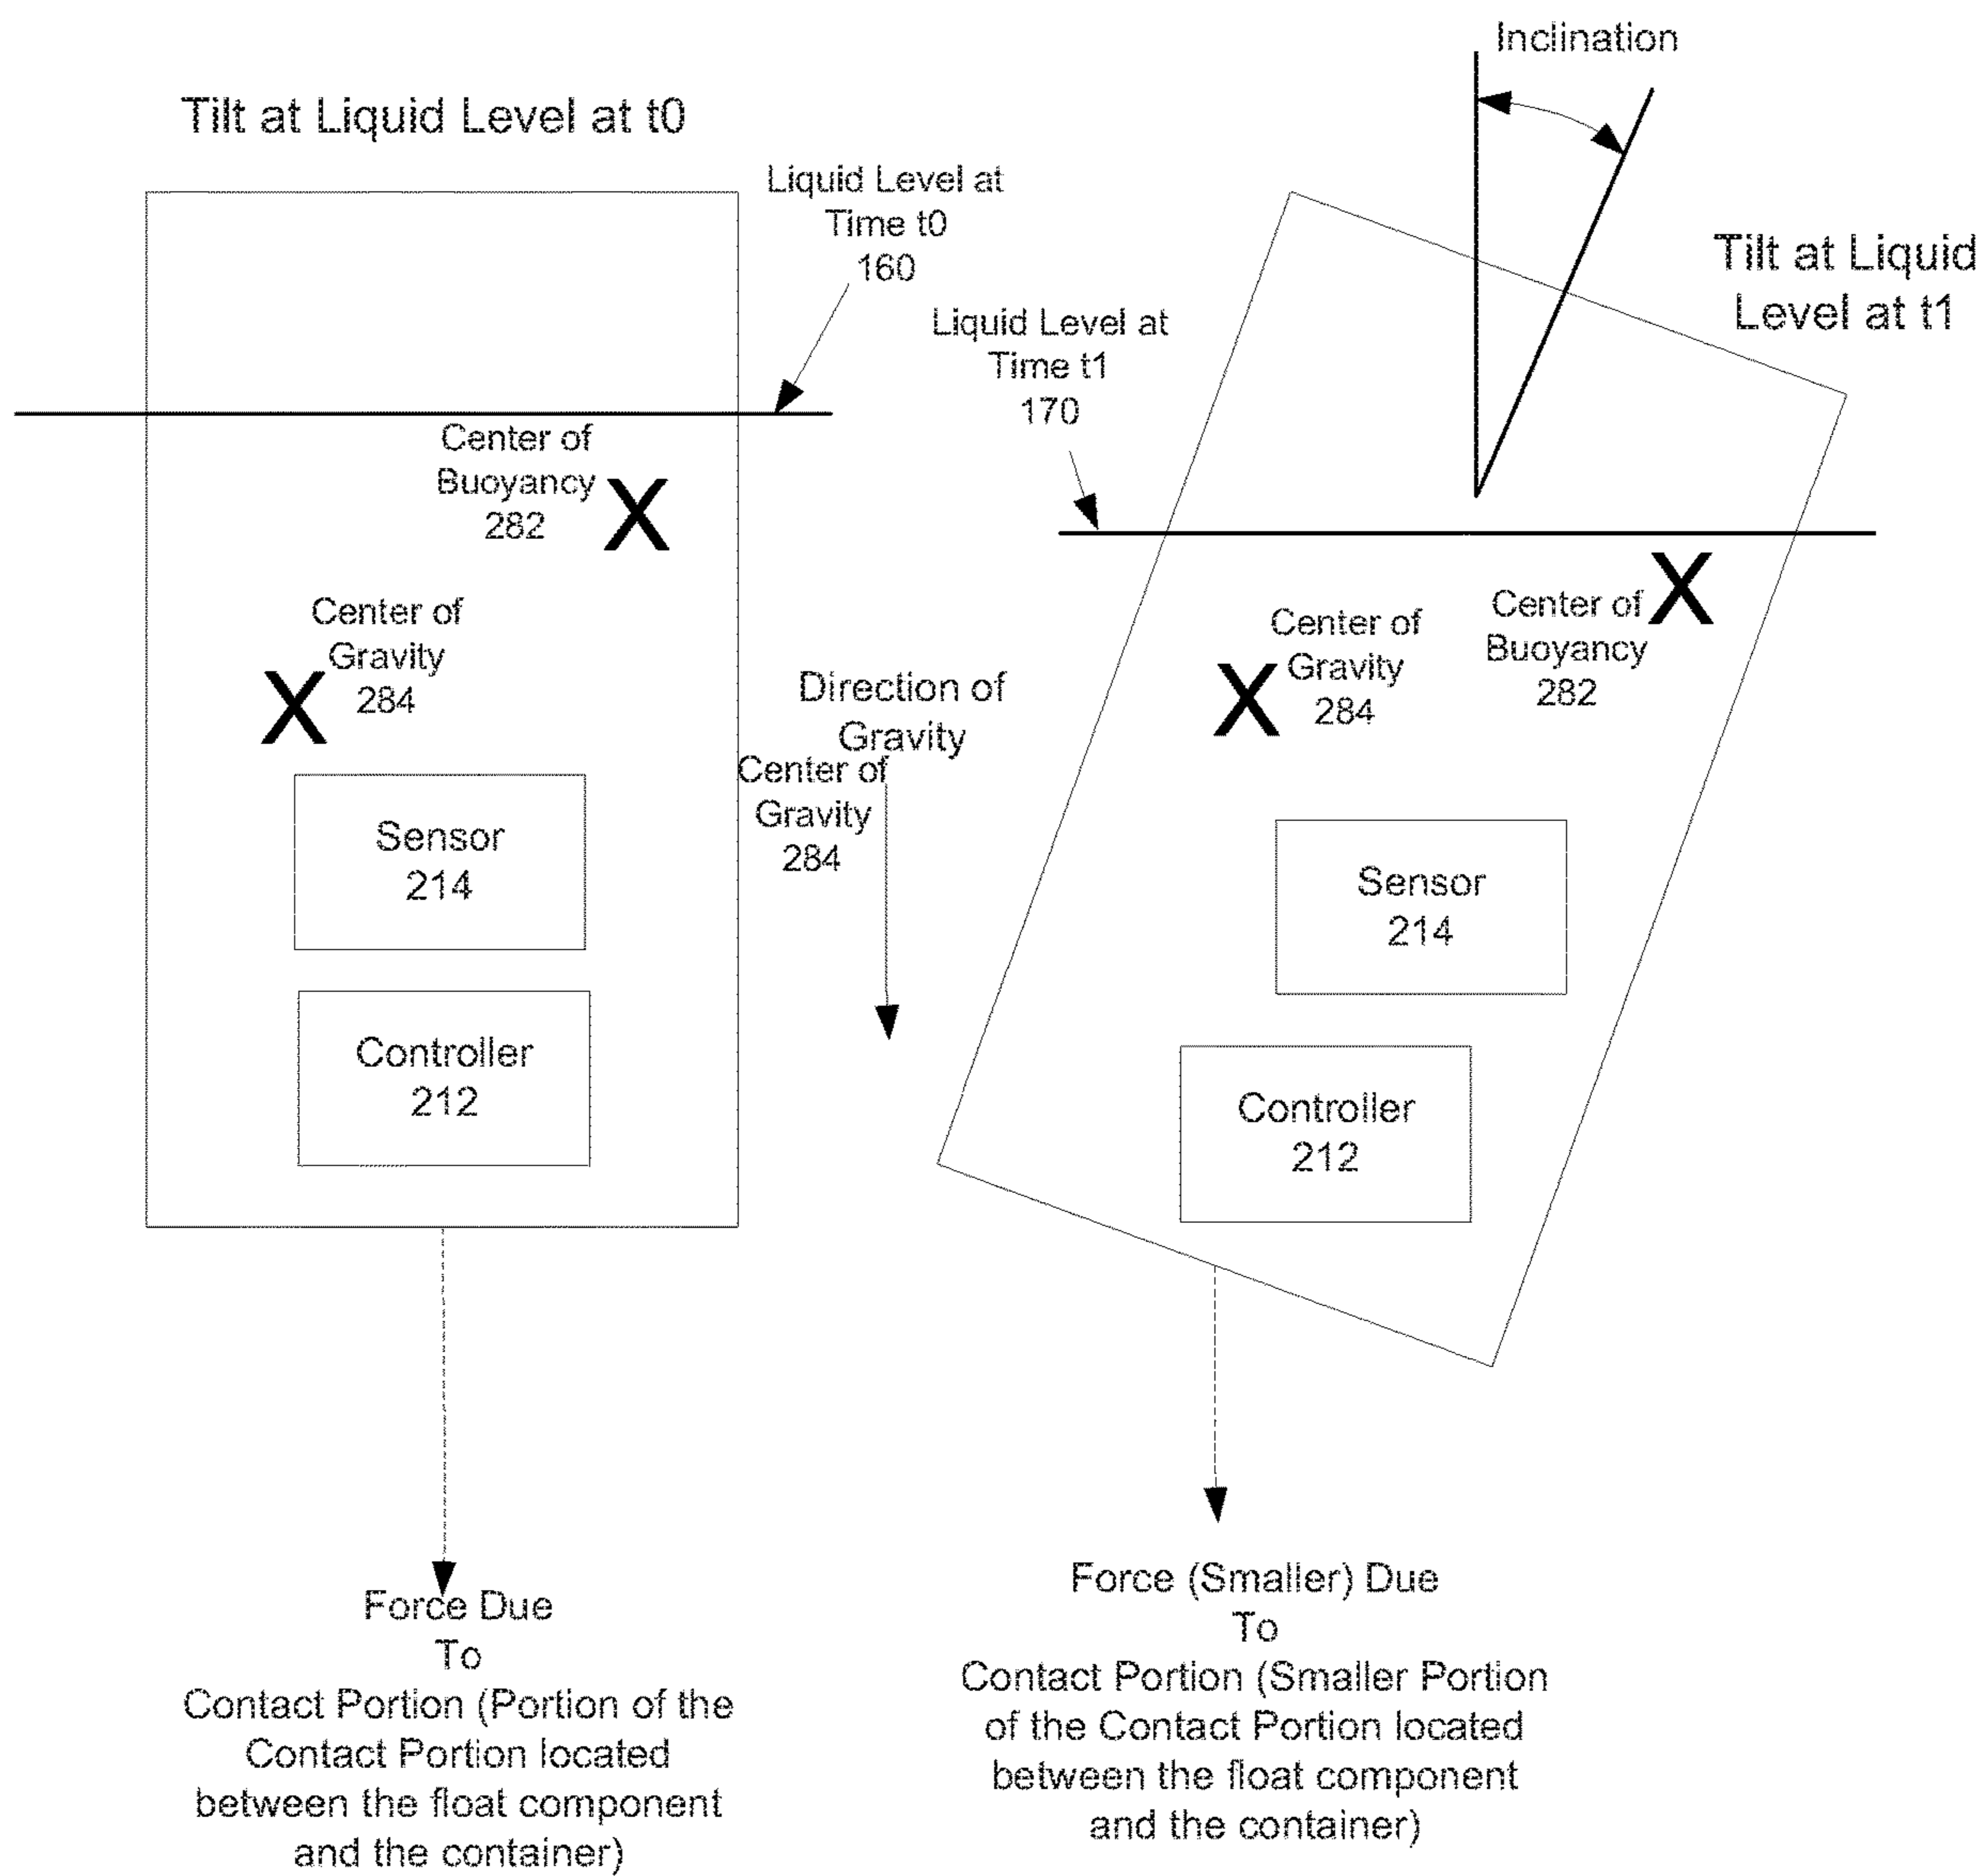 Tilt at Liquid Level at t0
Liquid Level at
Time t0
160
Center of
Buoyancy
282
Center of
Gravity
284
Sensor
214
Controller
212
Force Due
To
Contact Portion (Portion of the
Contact Portion located
between the float component
and the container)
Direction of
Gravity
Center of
Gravity
284
Inclination
Tilt at Liquid
Level at t1
Liquid Level at
Time t1
170
Center of
Gravity
284
Center of
Buoyancy
282
Sensor
214
Controller
212
Force (Smaller) Due
To
Contact Portion (Smaller Portion
of the Contact Portion located
between the float component
and the container)